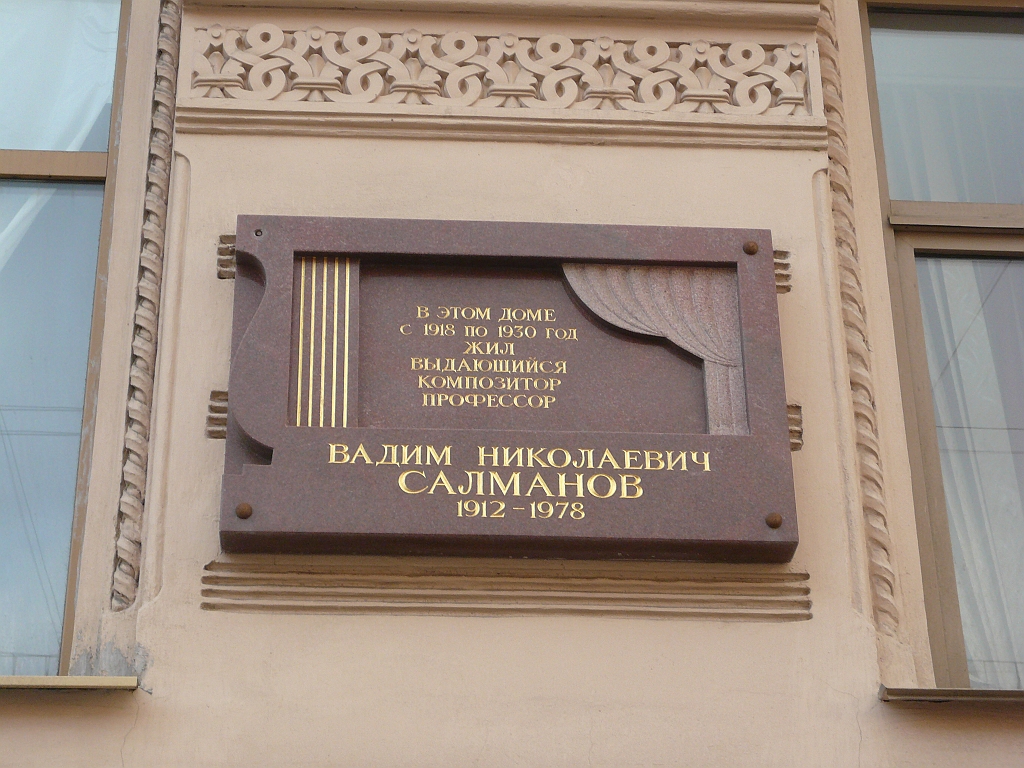 В ЭТОМ ДОМЕ
С 1918 ПО 1930 ГОД
ЖИЛ
ВЫДАЮЩИЙСЯ
КОМПОЗИТОР
ПРОФЕССОР
ВАДИМ НИКОЛАЕВИЧ
САЛМАНОВ
1912 - 1978